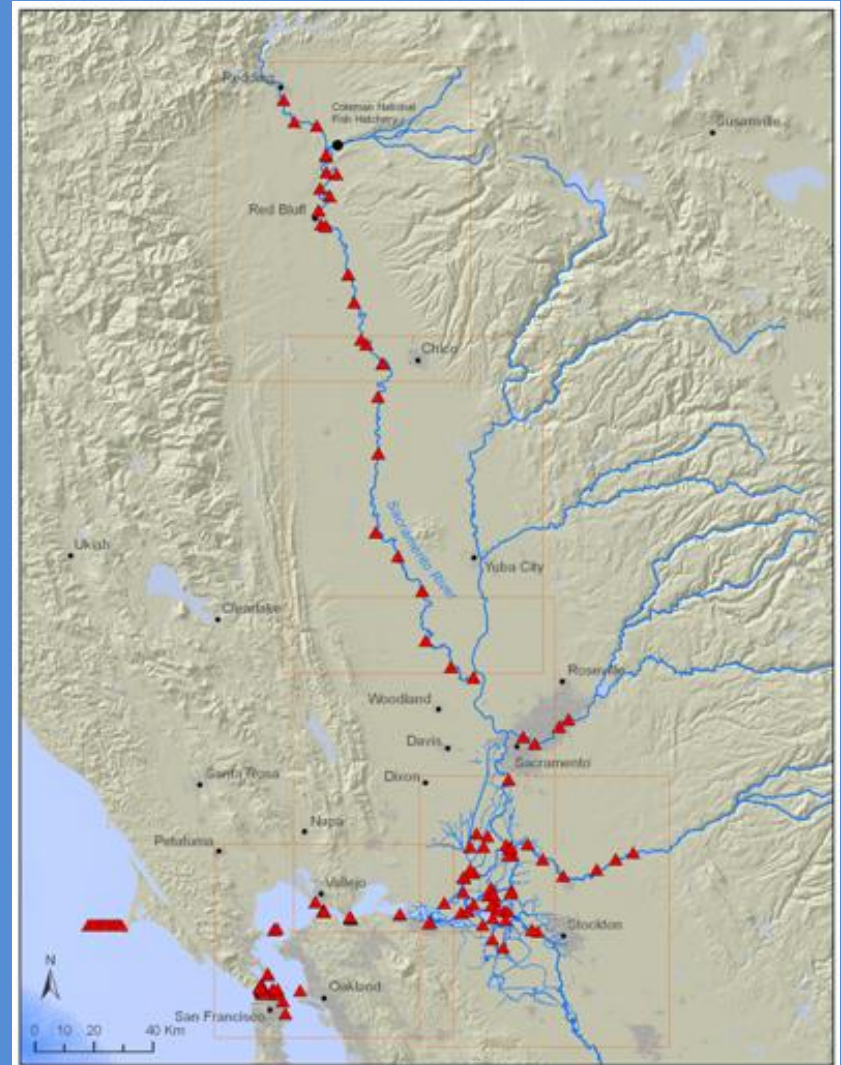 Redding
Coleman National
Fish Hatchery
Susanville
Red Bluff
Chico
Sacramento River
Ukiah
Yuba City
Clearlake
Roseville
Woodland
Davis
Sacramento
Santa Rosa
Dixon
Napa
Petaluma
Vallejo
Stockton
N
Oakland
San Francisco
0 10 20 40 Km